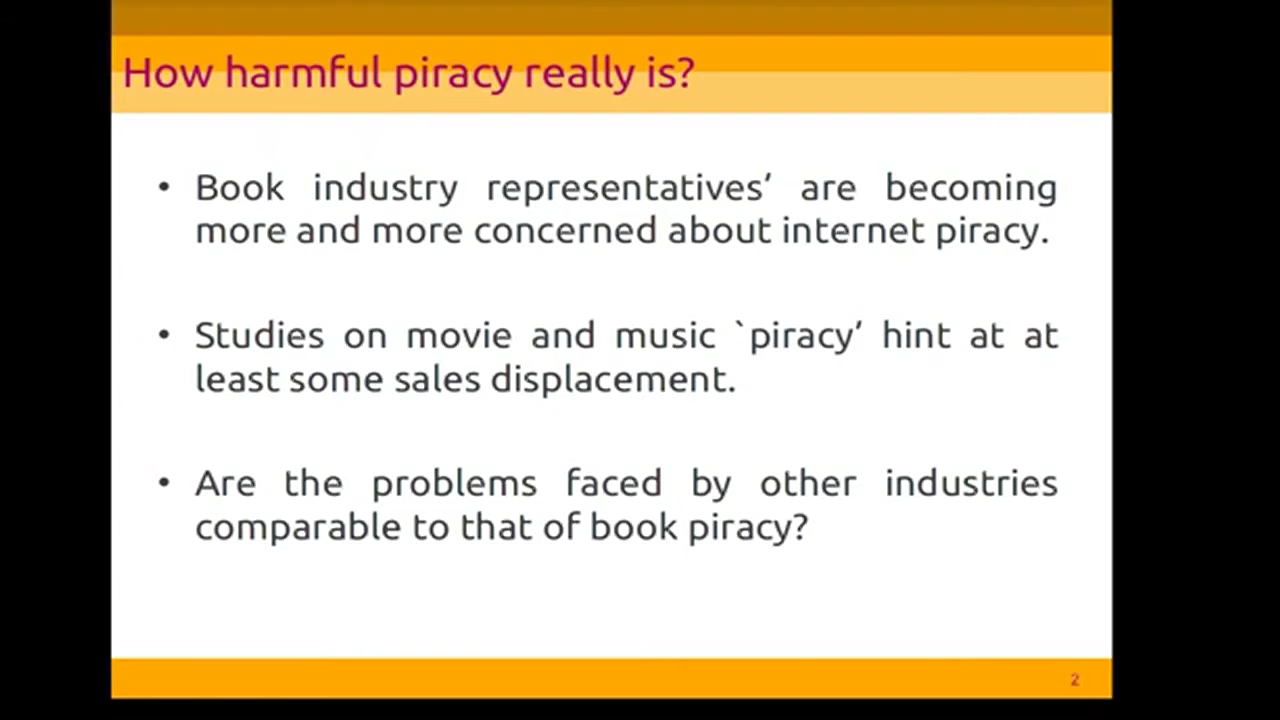 How harmful piracy really is?
• Book industry representatives’ are becoming
more and more concerned about internet piracy.
• Studies on movie and music `piracy’ hint at at
least some sales displacement.
• Are the problems faced by other industries
comparable to that of book piracy?
2